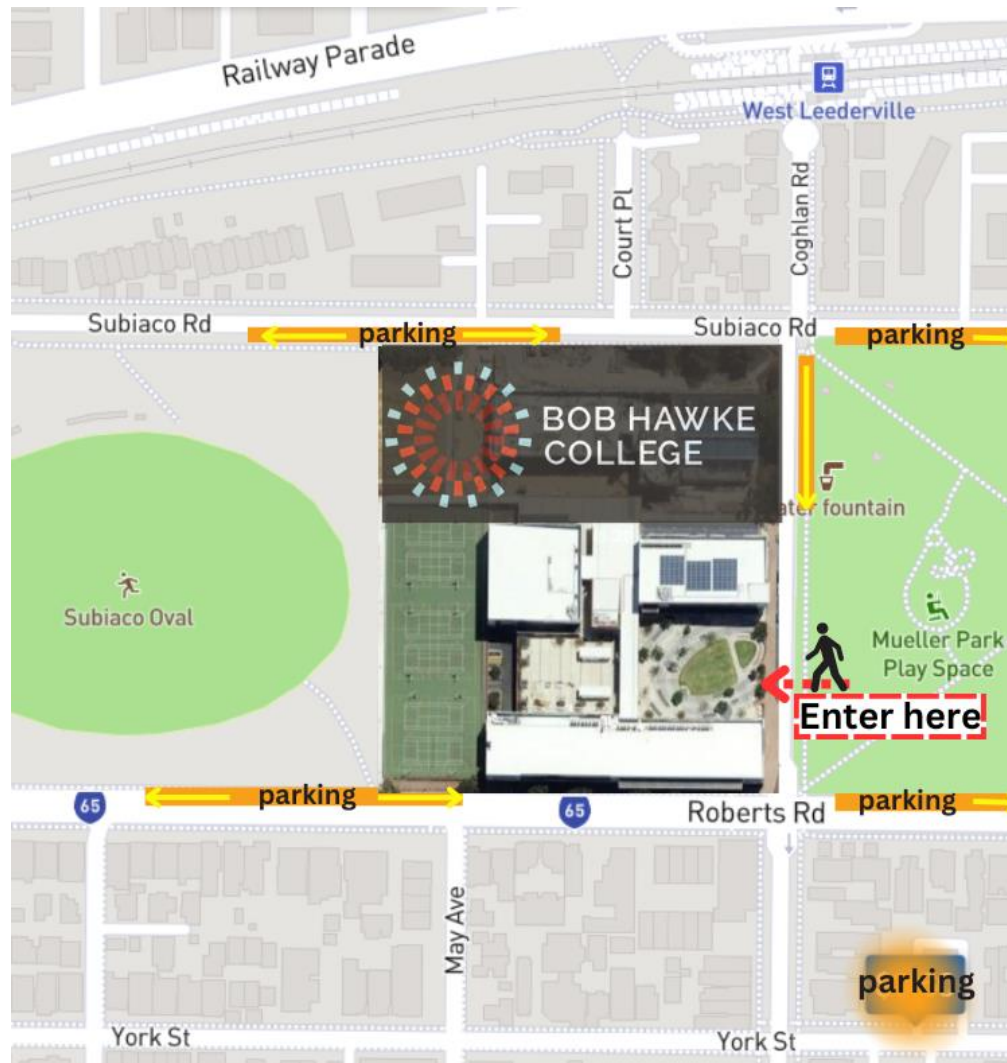 Railway Parade
West Leederville
Court Pl
Coghlan Rd
Subiaco Rd
parking
Subiaco Rd
parking
BOB HAWKE
COLLEGE
ater fountain
Subiaco Oval
Mueller Park
Play Space
Enter here
65
parking
65
Roberts Rd
parking
May Ave
parking
York St
York St